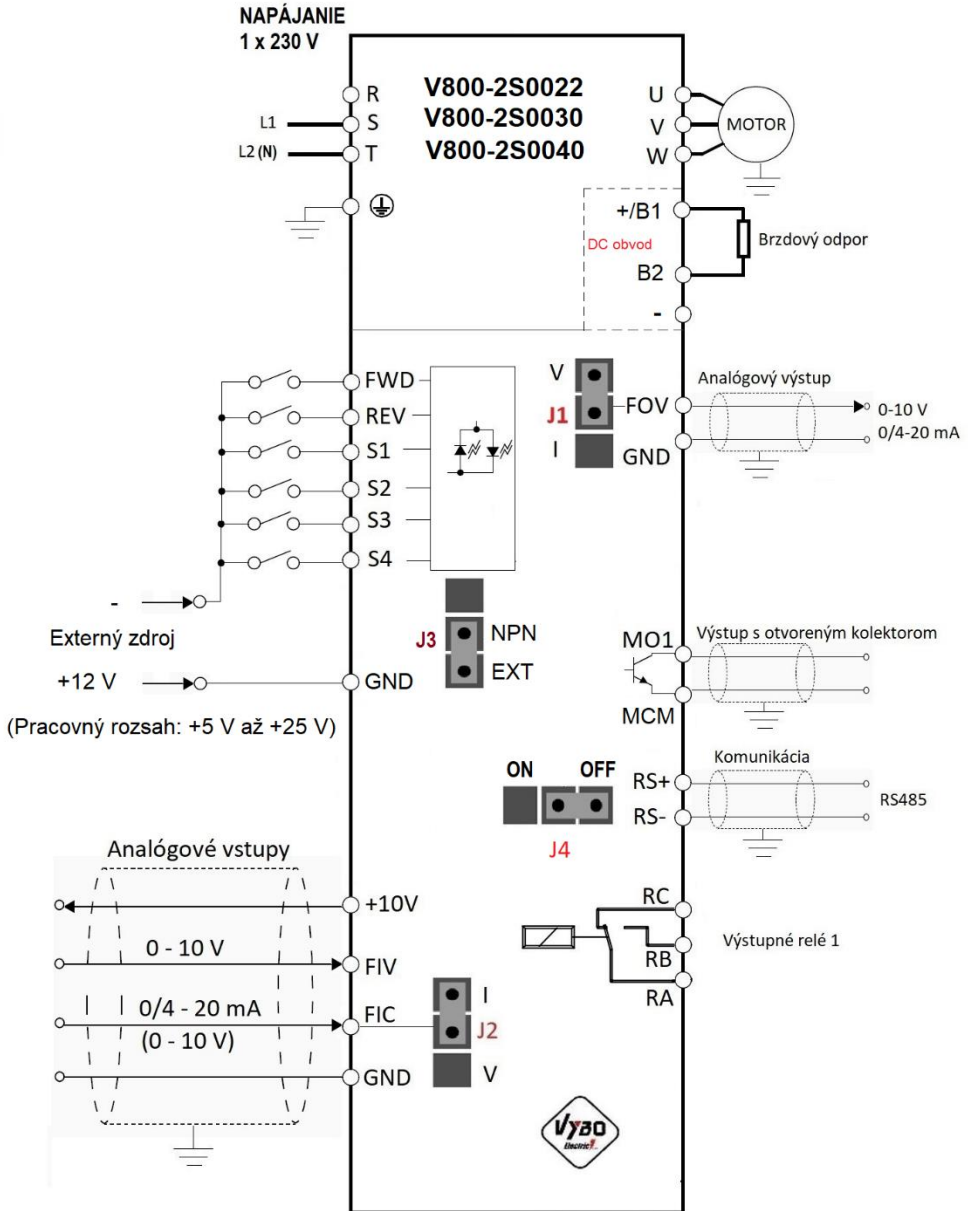 NAPÁJANIE
1 x 230 V
V800-2S0022
V800-2S0030
V800-2S0040
R
L1 S
L2 (N) T
U
V
W
MOTOR
+/B1
DC obvod
B2
-
Brzdový odpor
FWD
REV
S1
S2
S3
S4
V
J1
I
FOV
GND
Analógový výstup
0-10 V
0/4-20 mA
-
Externý zdroj
+12 V
GND
(Pracovný rozsah: +5 V až +25 V)
J3
NPN
EXT
MO1
MCM
Výstup s otvoreným kolektorom
ON OFF
J4
RS+
RS-
Komunikácia
RS485
Analógové vstupy
+10V
0 - 10 V
FIV
0/4 - 20 mA
(0 - 10 V)
FIC
GND
I
J2
V
RC
RB
RA
Výstupné relé 1
VYBO
Electric